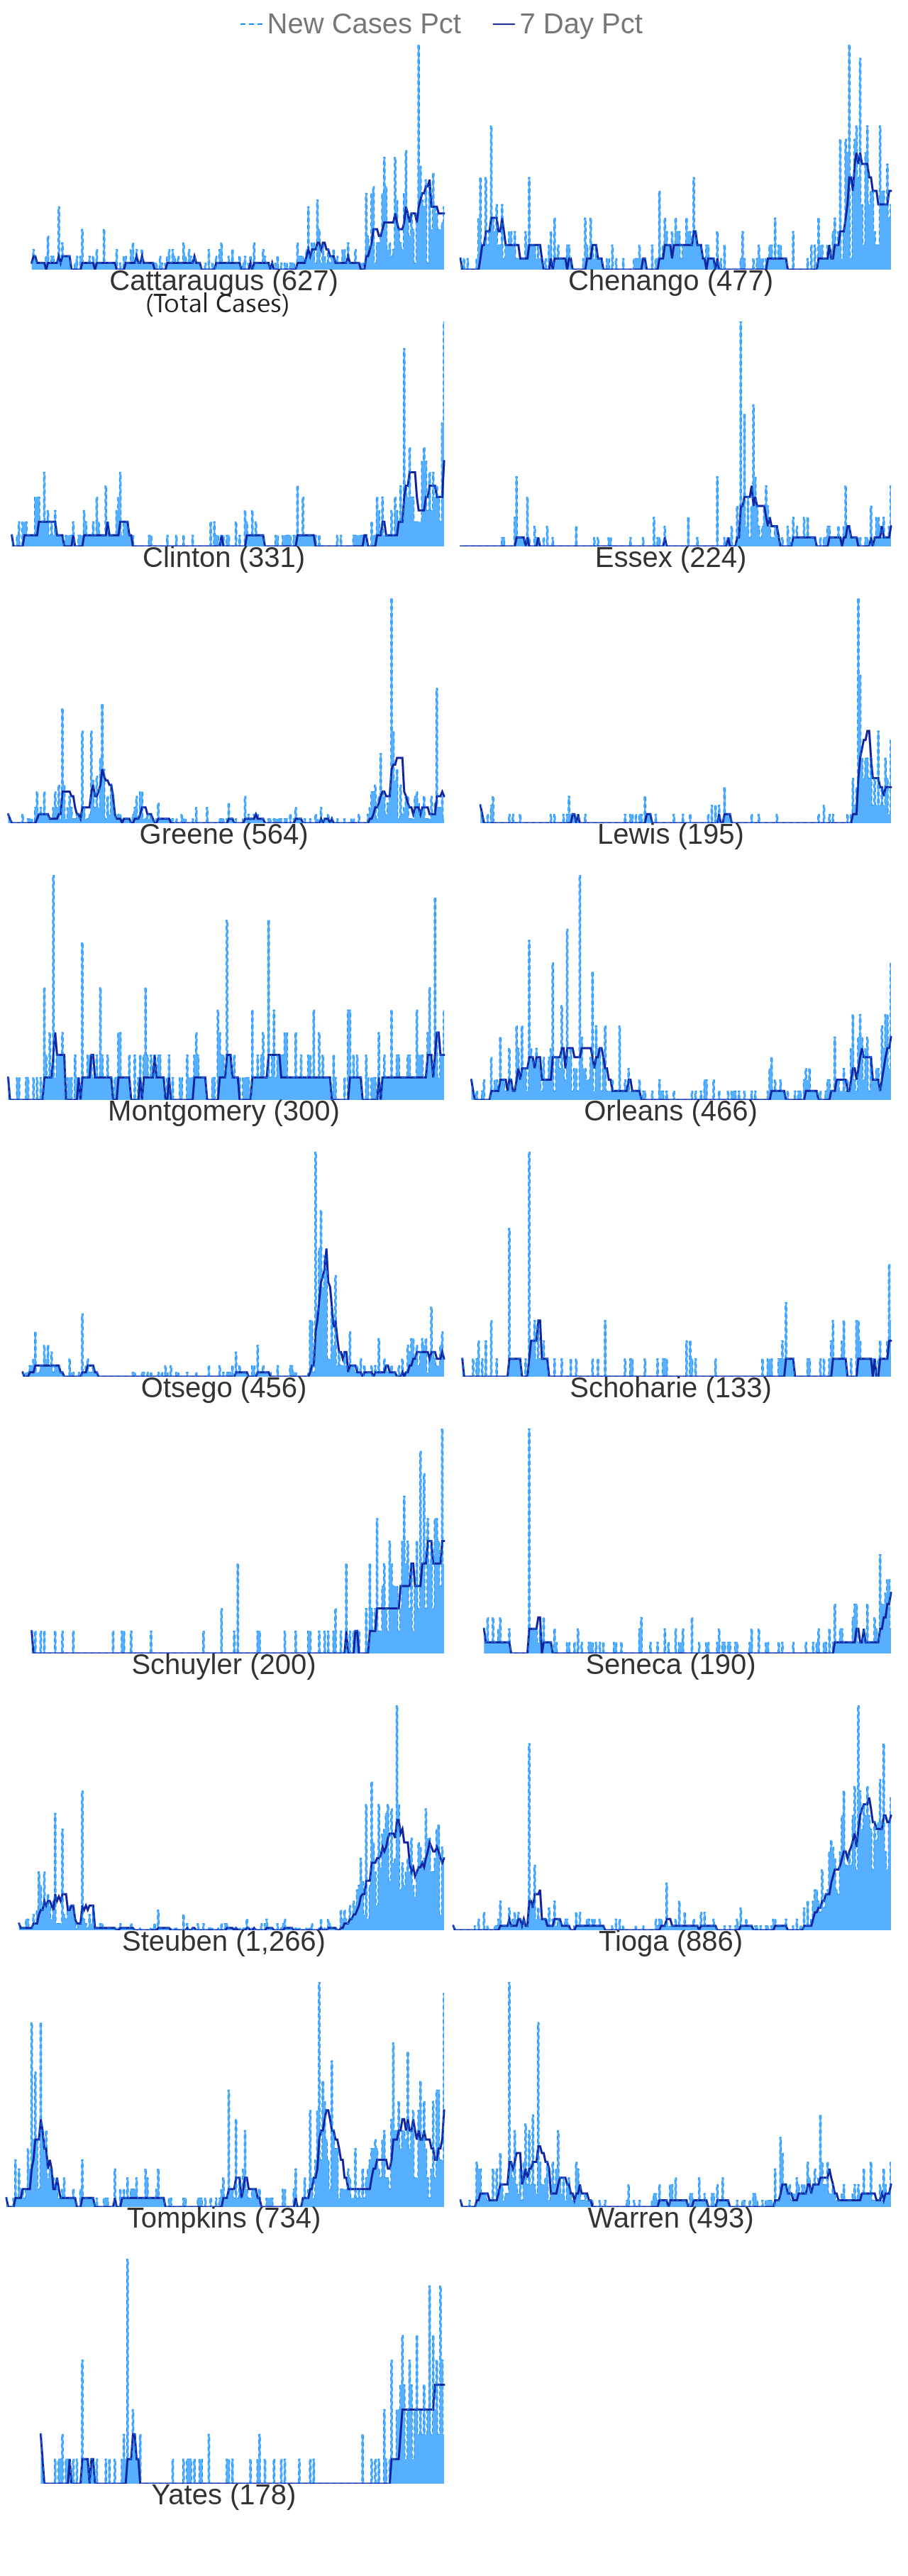 New Cases Pct 7 Day Pct
Cattaraugus (627) Chenango (477)
(Total Cases)
Clinton (331) Essex (224)
Greene (564) Lewis (195)
Montgomery (300) Orleans (466)
Otsego (456) Schoharie (133)
Schuyler (200) Seneca (190)
Steuben (1,266) Tioga (886)
Tompkins (734) Warren (493)
Yates (178)